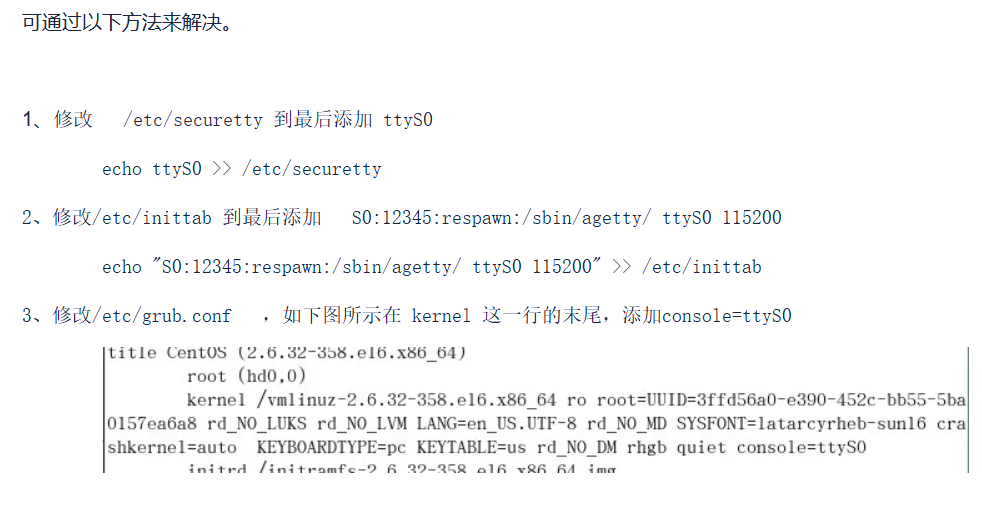 可通过以下方法来解决。
1、修改 /etc/securetty 到最后添加 ttyS0
echo ttyS0 >> /etc/securetty
2、修改/etc/inittab 到最后添加 S0:12345:respawn:/sbin/agetty/ ttyS0 115200
echo "S0:12345:respawn:/sbin/agetty/ ttyS0 115200" >> /etc/inittab
3、修改/etc/grub.conf ，如下图所示在 kernel 这一行的末尾，添加console=ttyS0
title CentOS (2.6.32-358.el6.x86_64)
root (hd0,0)
kernel /vmlinuz-2.6.32-358.el6.x86_64 ro root=UUID=3ffd56a0-e390-452c-bb55-5ba
0157ea6a8 rd_NO_LUKS rd_NO_LVM LANG=en_US.UTF-8 rd_NO_MD SYSFONT=latarcyrheb-sun16 cra
shkernel=auto  KEYBOARDTYPE=pc KEYTABLE=us rd_NO_DM rhgb quiet console=ttyS0
initrd /initramfs-2.6.32-358.el6.x86_64.img